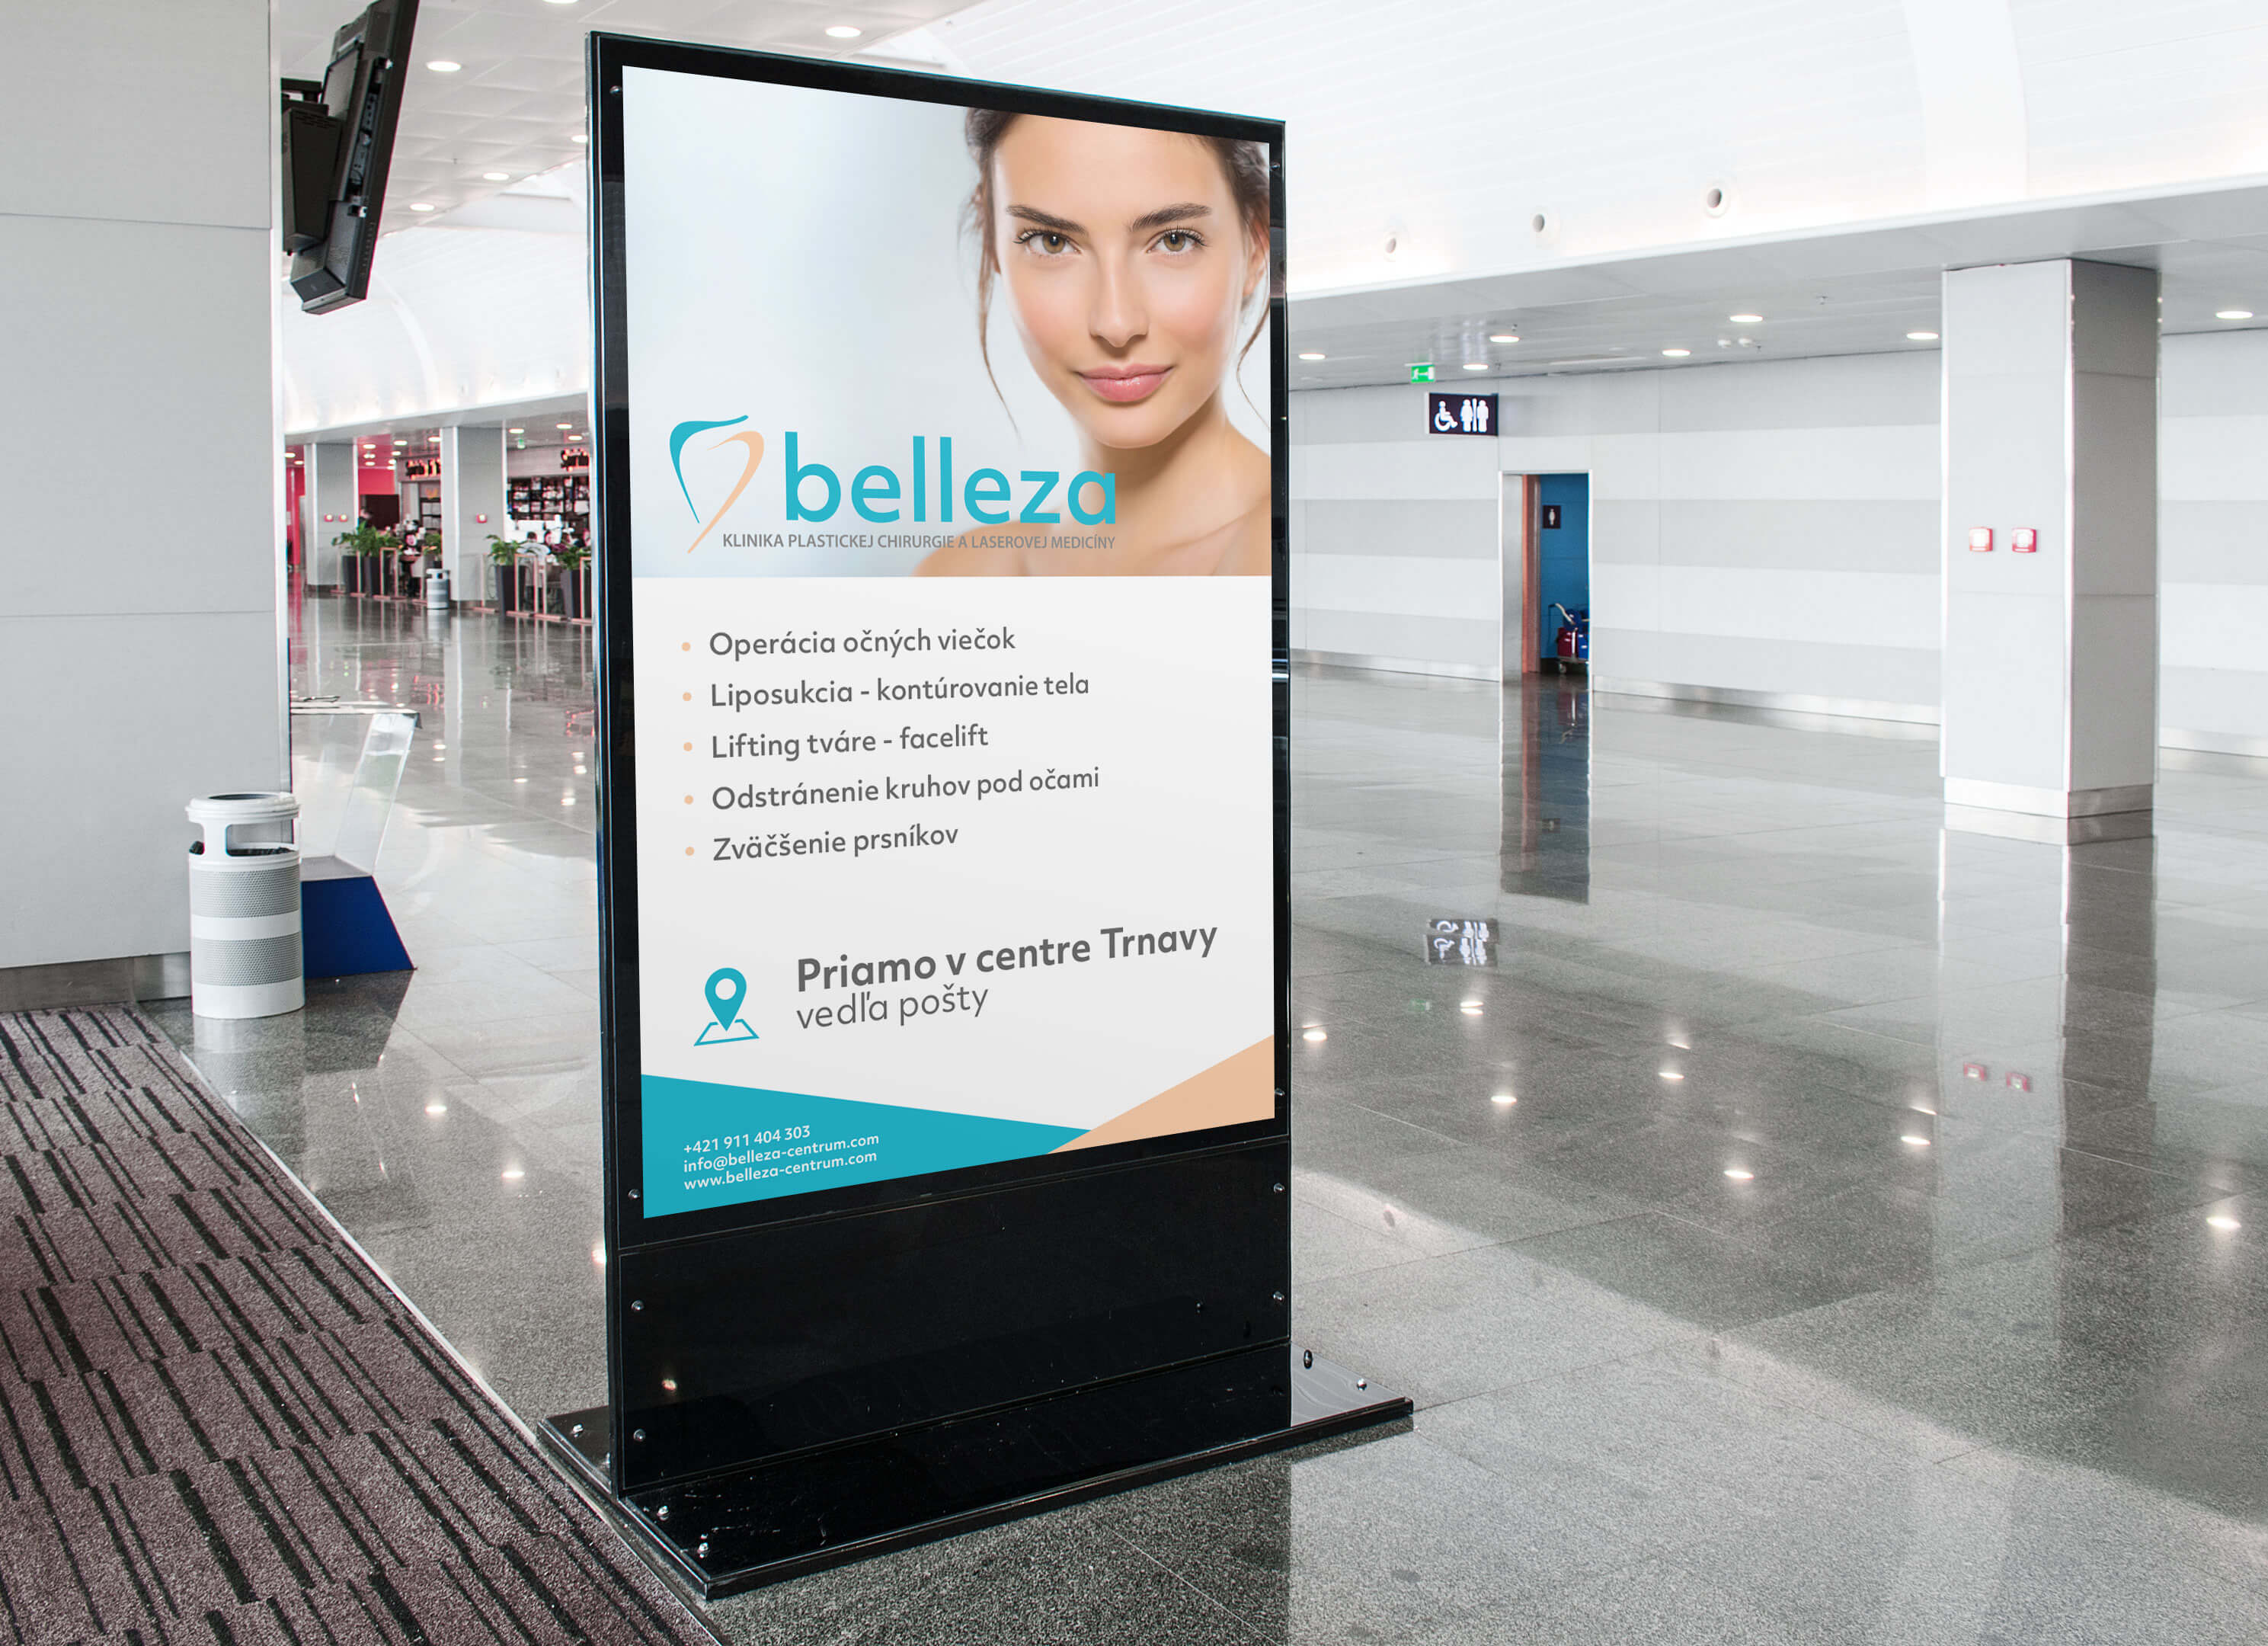 belleza
KLINIKA PLASTICKEJ CHIRURGIE A LASEROVEJ MEDICÍNY
• Operácia očných viečok
• Liposukcia - kontúrovanie tela
• Lifting tváre - facelift
• Odstránenie kruhov pod očami
• Zväčšenie prsníkov
Priamo v centre Trnavy
vedľa pošty
+421 911 404 303
info@belleza-centrum.com
www.belleza-centrum.com